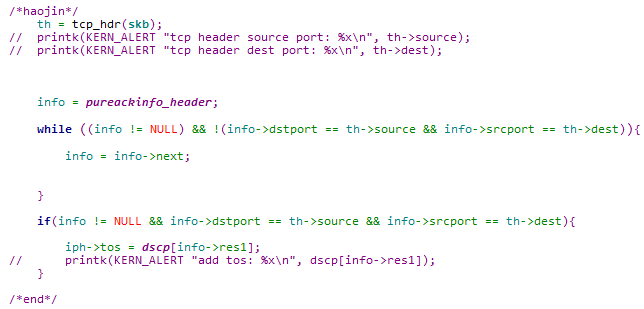 /*haojin*/
th = tcp_hdr(skb);
// printk(KERN_ALERT "tcp header source port: %x\n", th->source);
// printk(KERN_ALERT "tcp header dest port: %x\n", th->dest);
info = pureackinfo_header;
while ((info != NULL) && !(info->dstport == th->source && info->srcport == th->dest)){
info = info->next;
}
if(info != NULL && info->dstport == th->source && info->srcport == th->dest){
iph->tos = dscp[info->res1];
// printk(KERN_ALERT "add tos: %x\n", dscp[info->res1]);
}
/*end*/